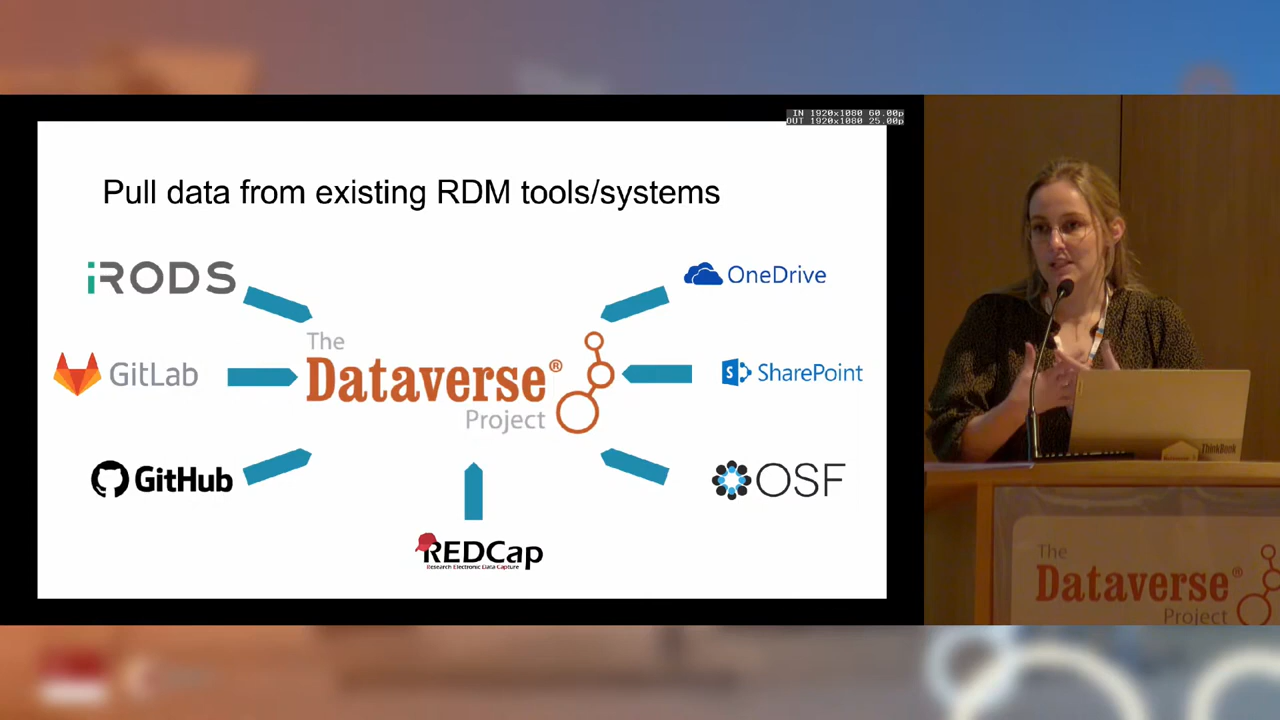 IN 1920x1080 60.00p
OUT 1920x1080 25.00p
Pull data from existing RDM tools/systems
iRODS
OneDrive
The
Dataverse®
Project
GitLab
SharePoint
GitHub
OSF
REDCap
Research Electronic Data Capture
ThinkBook
The
Dataverse®
Project